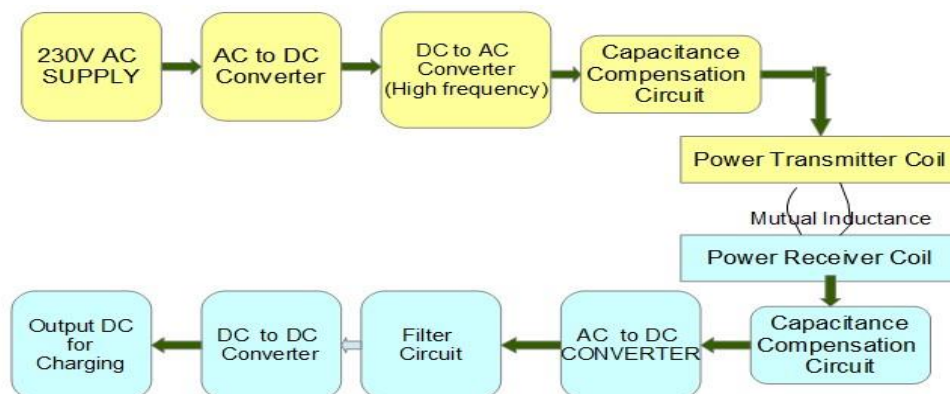 230V AC
SUPPLY
AC to DC
Converter
DC to AC
Converter
(High frequency)
Capacitance
Compensation
Circuit
Power Transmitter Coil
Mutual Inductance
Power Receiver Coil
Capacitance
Compensation
Circuit
AC to DC
CONVERTER
Filter
Circuit
DC to DC
Converter
Output DC
for
Charging